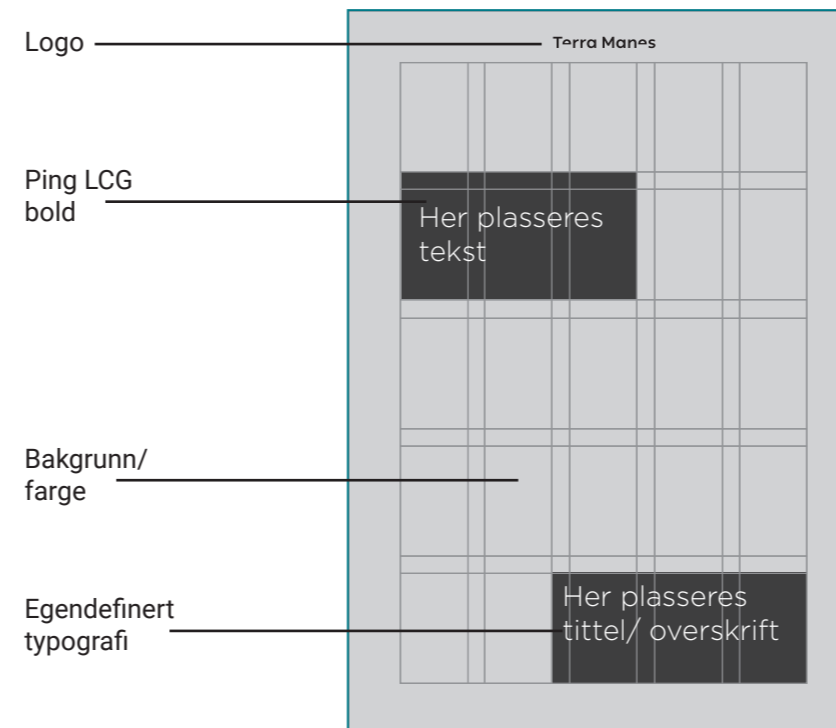 Logo
Terra Manes
Ping LCG
bold
Her plasseres
tekst
Bakgrunn/
farge
Egendefinert
typografi
Her plasseres
tittel/ overskrift